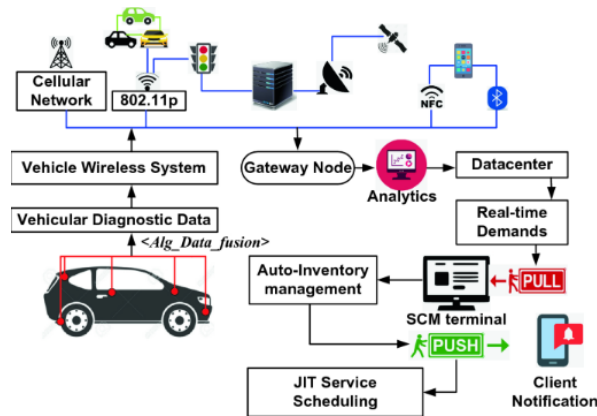 Cellular
Network
802.11p
NFC
Vehicle Wireless System
Gateway Node
Analytics
Datacenter
Vehicular Diagnostic Data
Real-time
Demands
<Alg_Data_fusion>
Auto-Inventory
management
PULL
SCM terminal
PUSH
JIT Service
Scheduling
Client
Notification